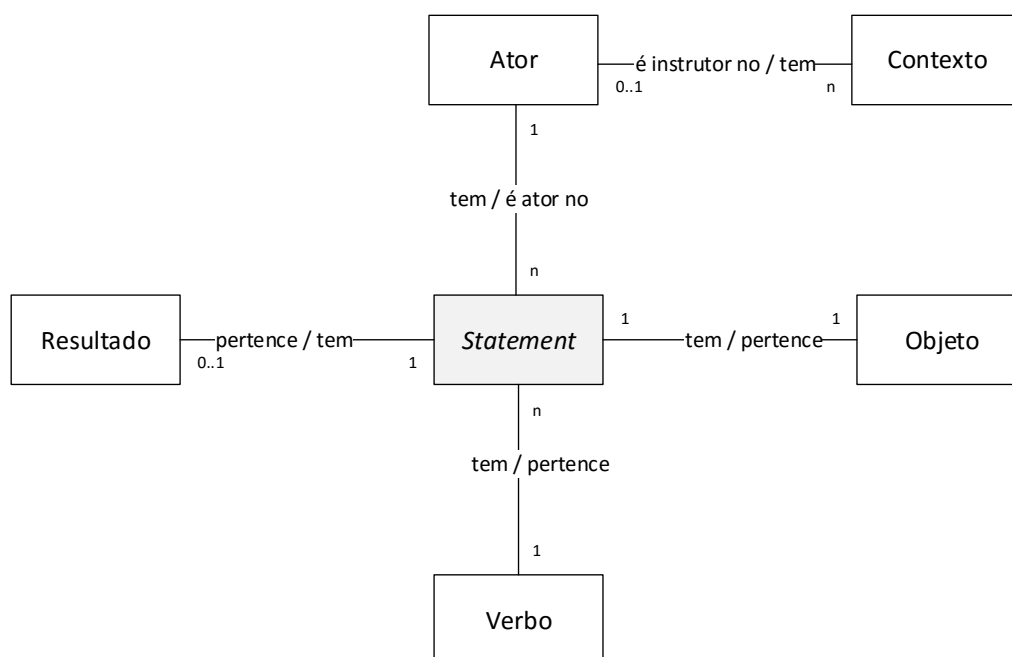 Ator
é instrutor no / tem
Contexto
0..1
n
1
tem / é ator no
n
Resultado
pertence / tem
0..1
1
Statement
1
tem / pertence
1
Objeto
n
tem / pertence
1
Verbo